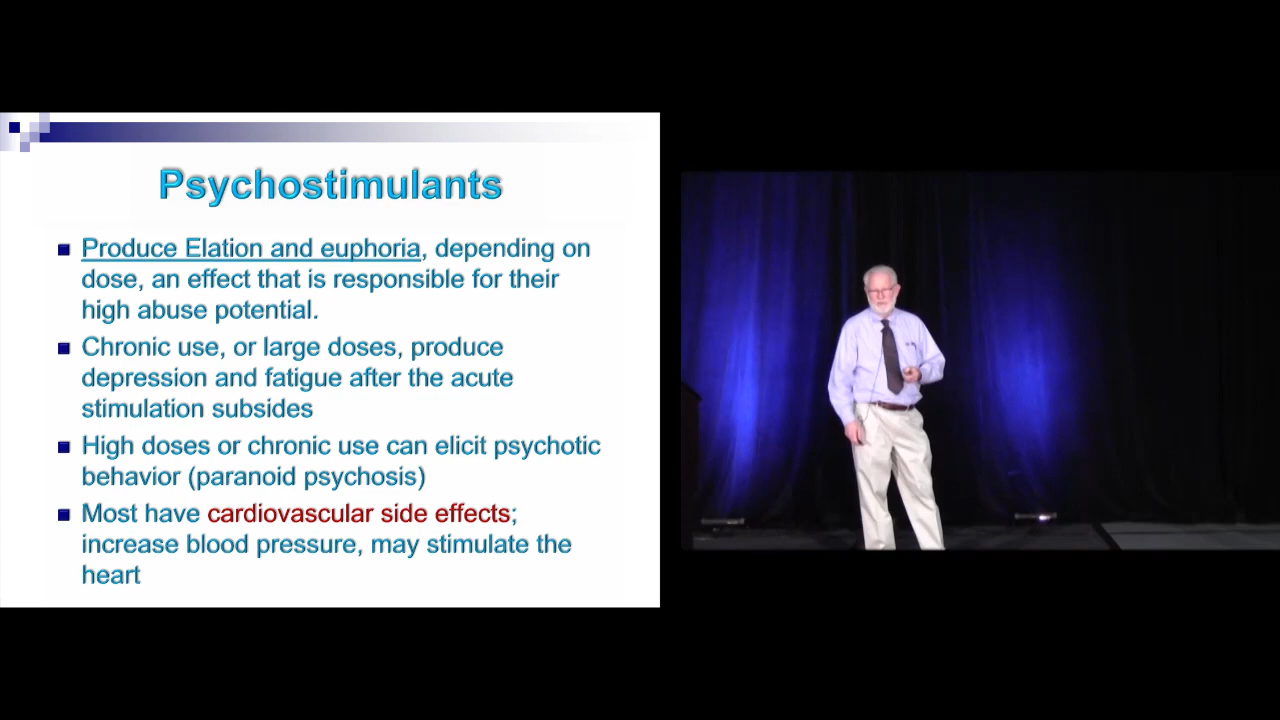 Psychostimulants
Produce Elation and euphoria, depending on
dose, an effect that is responsible for their
high abuse potential.
Chronic use, or large doses, produce
depression and fatigue after the acute
stimulation subsides
High doses or chronic use can elicit psychotic
behavior (paranoid psychosis)
Most have cardiovascular side effects;
increase blood pressure, may stimulate the
heart